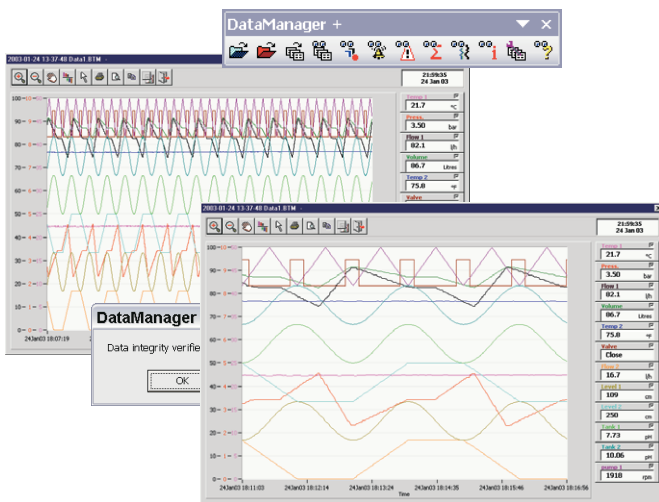 DataManager +
2003-01-24 13-37-48 Data1.BTM -
21:59:35
24 Jan 03
Temp 1
21.7 °C
Press.
3.50 bar
Flow 1
82.1 l/h
Volume
86.7 Litres
Temp 2
75.8 °F
Valve
24Jan03 18:07:19
DataManager
Data integrity verifie
OK
2003-01-24 13-37-48 Data1.BTM -
21:59:35
24 Jan 03
Temp 1
21.7 °C
Press.
3.50 bar
Flow 1
82.1 l/h
Volume
86.7 Litres
Temp 2
75.8 °F
Valve
Close
Flow 2
16.7 l/h
Level 1
109 cm
Level 2
250 cm
Tank 1
7.73 pH
Tank 2
10.06 pH
pump 1
1918 rpm
24Jan03 18:11:03 24Jan03 18:12:14 24Jan03 18:13:24 24Jan03 18:14:35 24Jan03 18:15:46 24Jan03 18:16:56
Time